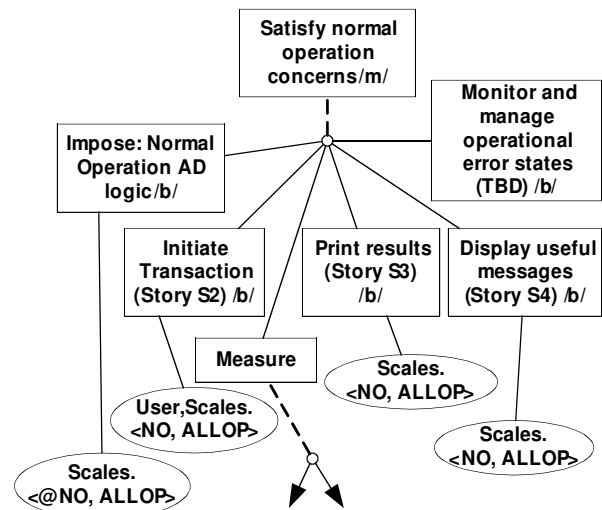 Satisfy normal
operation
concerns/m/
Monitor and
manage
operational
error states
(TBD) /b/
Impose: Normal
Operation AD
logic/b/
Initiate
Transaction
(Story S2) /b/
Print results
(Story S3)
/b/
Display useful
messages
(Story S4) /b/
Measure
Scales.
<NO, ALLOP>
User,Scales.
<NO, ALLOP>
Scales.
<NO, ALLOP>
Scales.
<@NO, ALLOP>